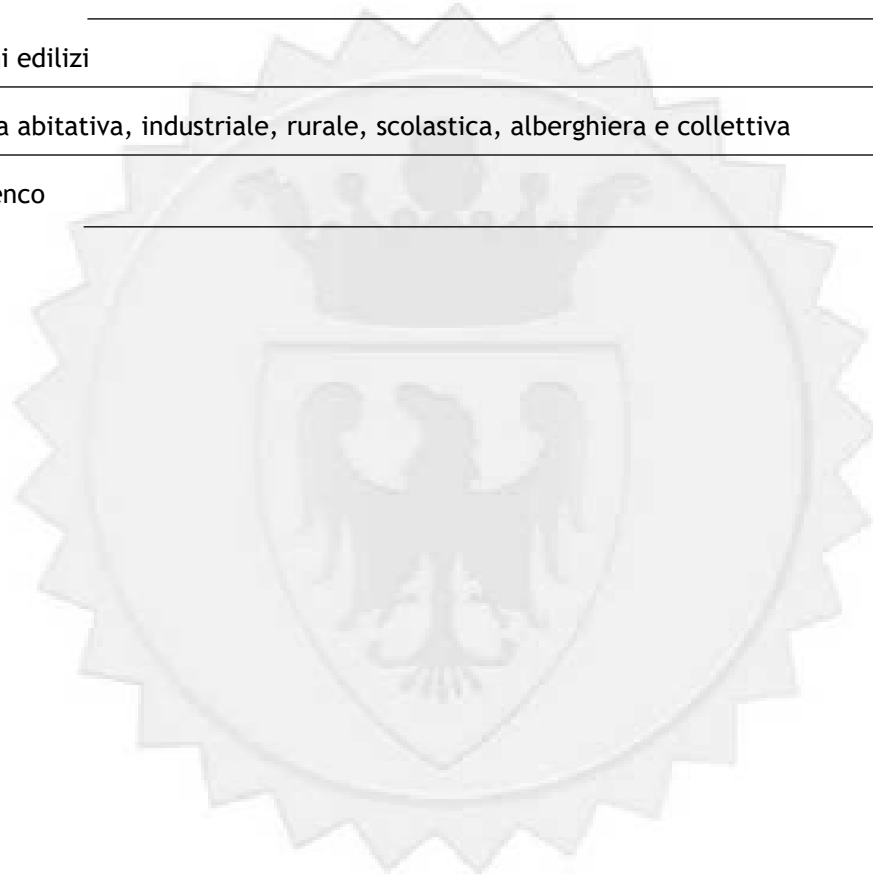 i edilizi
a abitativa, industriale, rurale, scolastica, alberghiera e collettiva
enco